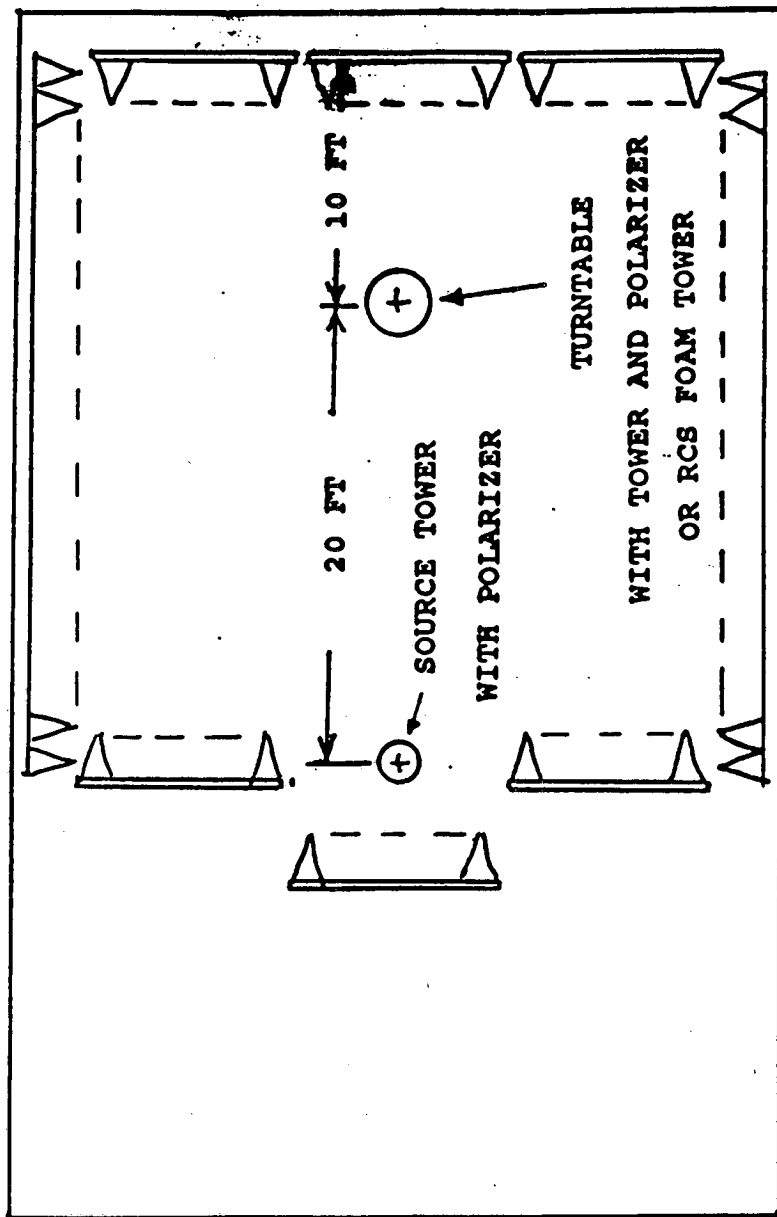 20 FT
10 FT
SOURCE TOWER
WITH POLARIZER
TURNTABLE
WITH TOWER AND POLARIZER
OR RCS FOAM TOWER